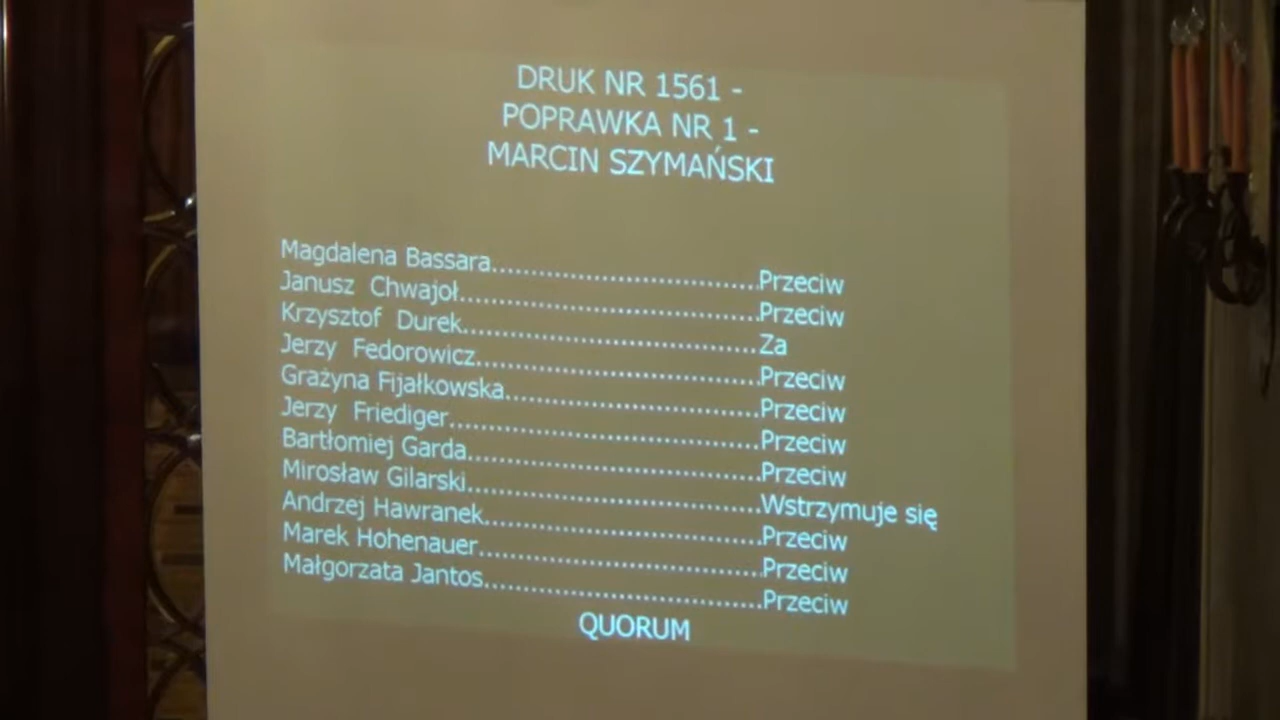 DRUK NR 1561 -
POPRAWKA NR 1 -
MARCIN SZYMAŃSKI
Magdalena Bassara........................................Przeciw
Janusz Chwajoł.............................................Przeciw
Krzysztof Durek............................................Za
Jerzy Fedorowicz..........................................Przeciw
Grażyna Fijałkowska......................................Przeciw
Jerzy Friediger..............................................Przeciw
Bartłomiej Garda...........................................Przeciw
Mirosław Gilarski...........................................Wstrzymuje się
Andrzej Hawranek.........................................Przeciw
Marek Hohenauer..........................................Przeciw
Małgorzata Jantos.........................................Przeciw
QUORUM